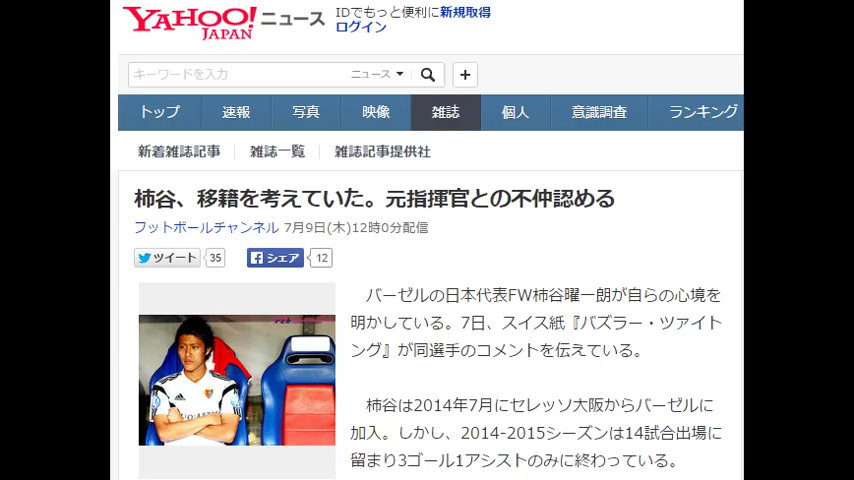 YAHOO! JAPAN ニュース
IDでもっと便利に新規取得
ログイン
キーワードを入力 ニュース
トップ 速報 写真 映像 雑誌 個人 意識調査 ランキング
新着雑誌記事 雑誌一覧 雑誌記事提供社
柿谷、移籍を考えていた。元指揮官との不仲認める
フットボールチャンネル 7月9日(木)12時0分配信
ツイート 35 シェア 12
バーゼルの日本代表FW柿谷曜一朗が自らの心境を
明かしている。7日、スイス紙『バズラー・ツァイト
ング』が同選手のコメントを伝えている。
柿谷は2014年7月にセレッソ大阪からバーゼルに
加入。しかし、2014-2015シーズンは14試合出場に
留まり3ゴール1アシストのみに終わっている。